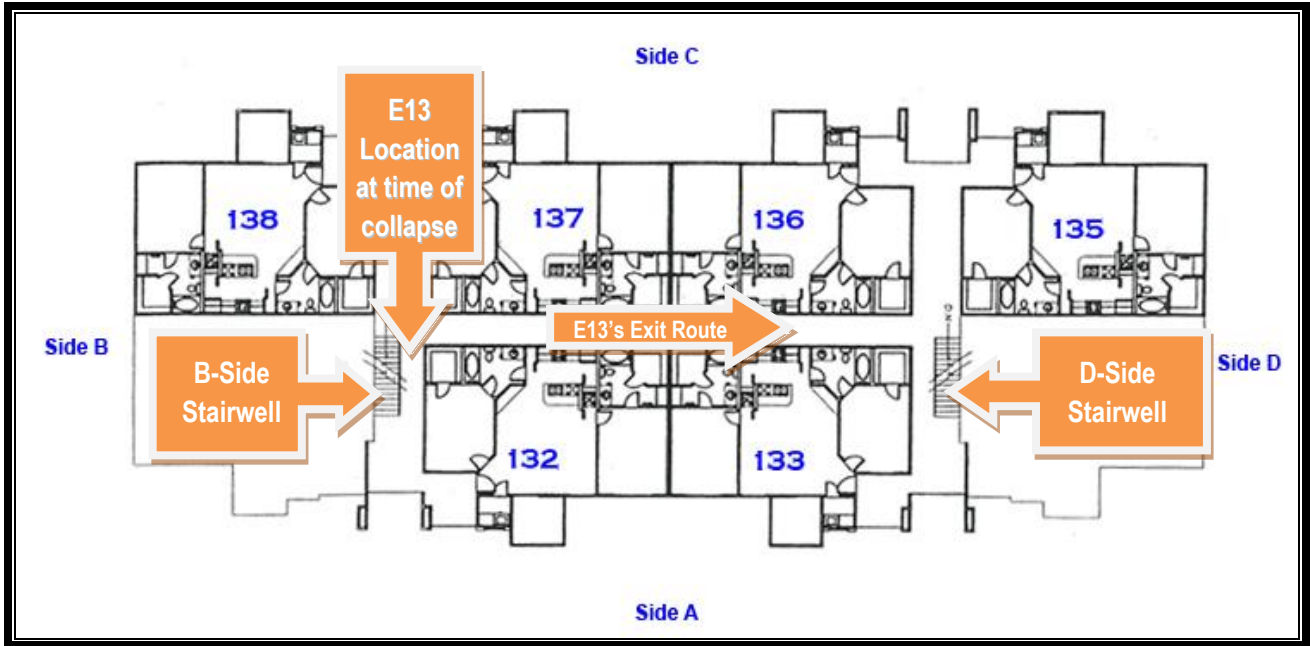 Side C
E13
Location
at time of
collapse
138
137
136
135
E13's Exit Route
Side B
B-Side
Stairwell
D-Side
Stairwell
Side D
132
133
Side A